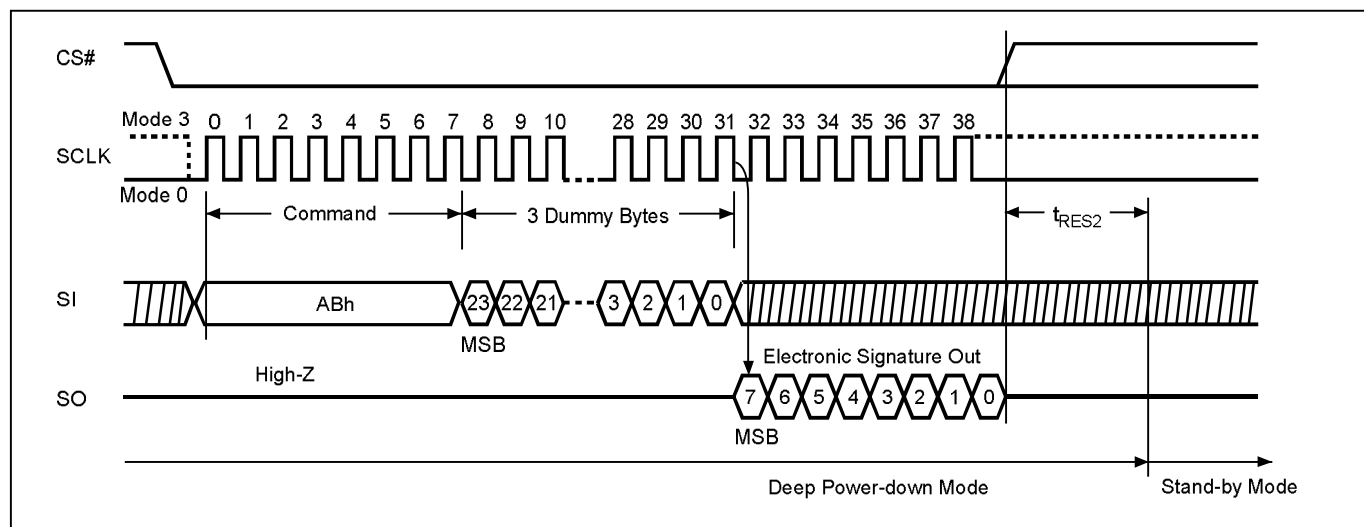 CS#
Mode 3 0 1 2 3 4 5 6 7 8 9 10 28 29 30 31 32 33 34 35 36 37 38
SCLK
Mode 0
Command 3 Dummy Bytes tRES2
SI ABh 23 22 21 3 2 1 0
MSB
Electronic Signature Out
High-Z
SO 7 6 5 4 3 2 1 0
MSB
Deep Power-down Mode Stand-by Mode